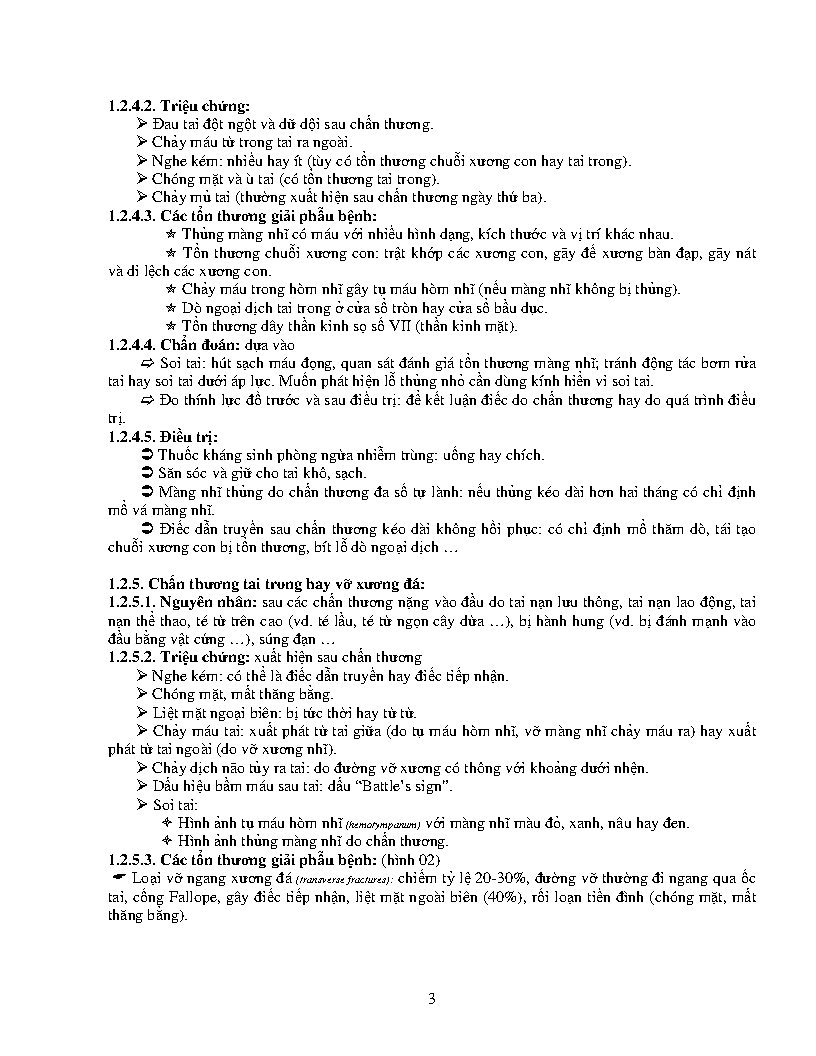 1.2.4.2. Triệu chứng:
➢ Đau tai đột ngột và dữ dội sau chấn thương.
➢ Chảy máu từ trong tai ra ngoài.
➢ Nghe kém: nhiều hay ít (tùy có tổn thương chuỗi xương con hay tai trong).
➢ Chóng mặt và ù tai (có tổn thương tai trong).
➢ Chảy mủ tai (thường xuất hiện sau chấn thương ngày thứ ba).
1.2.4.3. Các tổn thương giải phẫu bệnh:
✯ Thủng màng nhĩ có máu với nhiều hình dạng, kích thước và vị trí khác nhau.
✯ Tổn thương chuỗi xương con: trật khớp các xương con, gãy đế xương bàn đạp, gãy nát
và di lệch các xương con.
✯ Chảy máu trong hòm nhĩ gây tụ máu hòm nhĩ (nếu màng nhĩ không bị thủng).
✯ Dò ngoại dịch tai trong ở cửa sổ tròn hay cửa sổ bầu dục.
✯ Tổn thương dây thần kinh sọ số VII (thần kinh mặt).
1.2.4.4. Chẩn đoán: dựa vào
➪ Soi tai: hút sạch máu đọng, quan sát đánh giá tổn thương màng nhĩ; tránh động tác bơm rửa
tai hay soi tai dưới áp lực. Muốn phát hiện lỗ thủng nhỏ cần dùng kính hiển vi soi tai.
➪ Đo thính lực đồ trước và sau điều trị: để kết luận điếc do chấn thương hay do quá trình điều
trị.
1.2.4.5. Điều trị:
➲ Thuốc kháng sinh phòng ngừa nhiễm trùng: uống hay chích.
➲ Săn sóc và giữ cho tai khô, sạch.
➲ Màng nhĩ thủng do chấn thương đa số tự lành: nếu thủng kéo dài hơn hai tháng có chỉ định
mổ vá màng nhĩ.
➲ Điếc dẫn truyền sau chấn thương kéo dài không hồi phục: có chỉ định mổ thăm dò, tái tạo
chuỗi xương con bị tổn thương, bít lỗ dò ngoại dịch …
1.2.5. Chấn thương tai trong hay vỡ xương đá:
1.2.5.1. Nguyên nhân: sau các chấn thương nặng vào đầu do tai nạn lưu thông, tai nạn lao động, tai
nạn thể thao, té từ trên cao (vd. té lầu, té từ ngọn cây dừa …), bị hành hung (vd. bị đánh mạnh vào
đầu bằng vật cứng …), súng đạn …
1.2.5.2. Triệu chứng: xuất hiện sau chấn thương
➢ Nghe kém: có thể là điếc dẫn truyền hay điếc tiếp nhận.
➢ Chóng mặt, mất thăng bằng.
➢ Liệt mặt ngoại biên: bị tức thời hay từ từ.
➢ Chảy máu tai: xuất phát từ tai giữa (do tụ máu hòm nhĩ, vỡ màng nhĩ chảy máu ra) hay xuất
phát từ tai ngoài (do vỡ xương nhĩ).
➢ Chảy dịch não tủy ra tai: do đường vỡ xương có thông với khoảng dưới nhện.
➢ Dấu hiệu bầm máu sau tai: dấu “Battle’s sign”.
➢ Soi tai:
✧ Hình ảnh tụ máu hòm nhĩ (hemotympanum) với màng nhĩ màu đỏ, xanh, nâu hay đen.
✧ Hình ảnh thủng màng nhĩ do chấn thương.
1.2.5.3. Các tổn thương giải phẫu bệnh: (hình 02)
☛ Loại vỡ ngang xương đá (transverse fractures): chiếm tỷ lệ 20-30%, đường vỡ thường đi ngang qua ốc
tai, cống Fallope, gây điếc tiếp nhận, liệt mặt ngoài biên (40%), rối loạn tiền đình (chóng mặt, mất
thăng bằng).
3